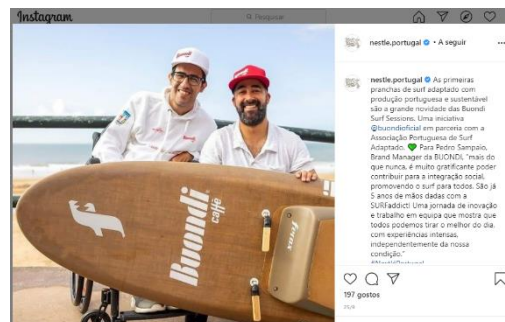 Instagram
Pesquisar
nestle.portugal • A seguir
nestle.portugal As primeiras
pranchas de surf adaptado com
produção portuguesa e sustentável
são a grande novidade das Buondi
Surf Sessions. Uma iniciativa
@buondioficial em parceria com a
Associação Portuguesa de Surf
Adaptado. 💚 Para Pedro Sampaio,
Brand Manager da BUONDI, "mais do
que nunca, é muito gratificante poder
contribuir para a integração social,
promovendo o surf para todos. São já
5 anos de mãos dadas com a
SURFaddict! Uma jornada de inovação
e trabalho em equipa que mostra que
todos podemos tirar o melhor do dia,
com experiências intensas,
independentemente da nossa
condição."
#NestléPortugal
197 gostos
Buondi
caffè
ferox